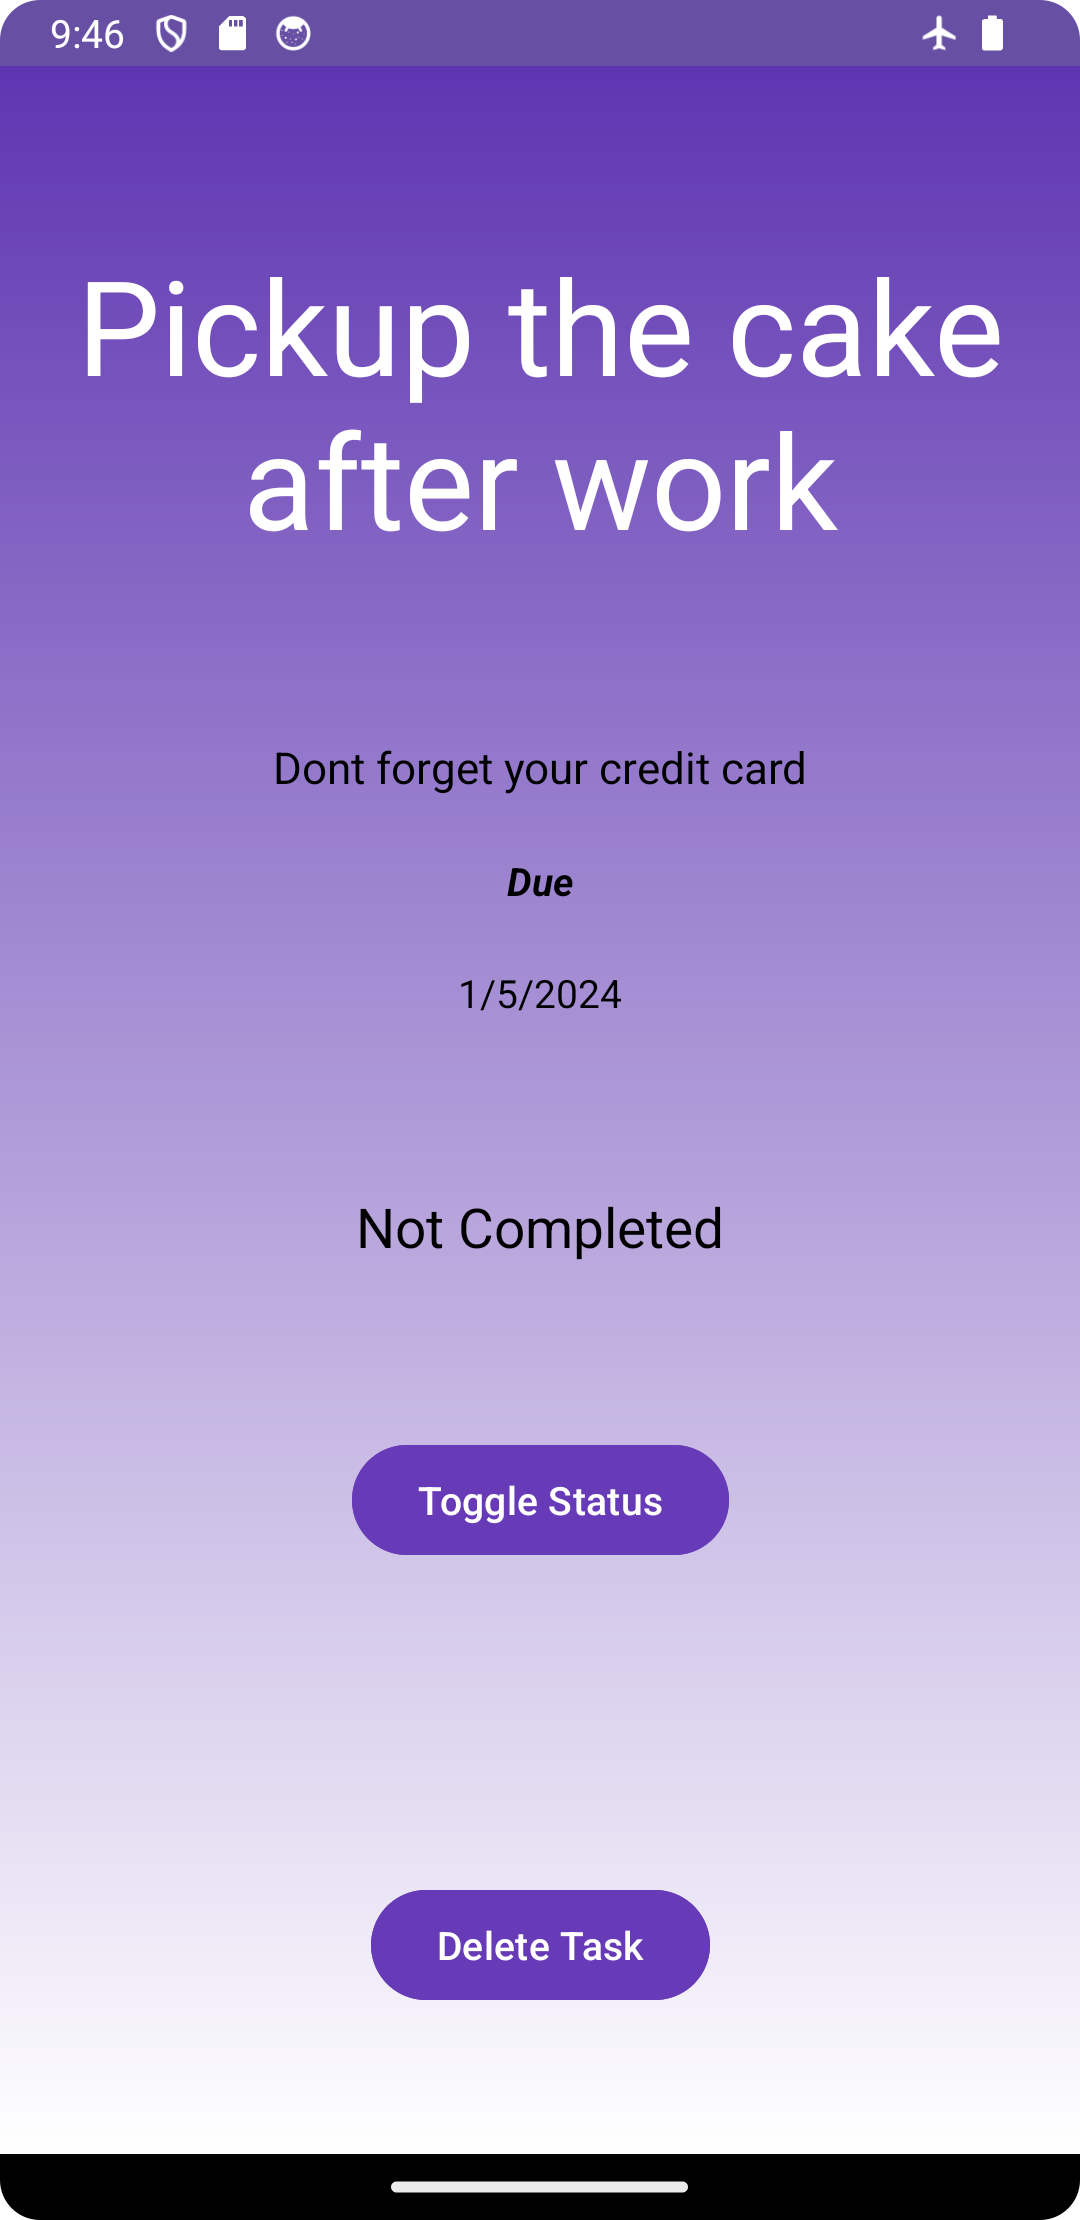 9:46
Pickup the cake
after work
Dont forget your credit card
Due
1/5/2024
Not Completed
Toggle Status
Delete Task